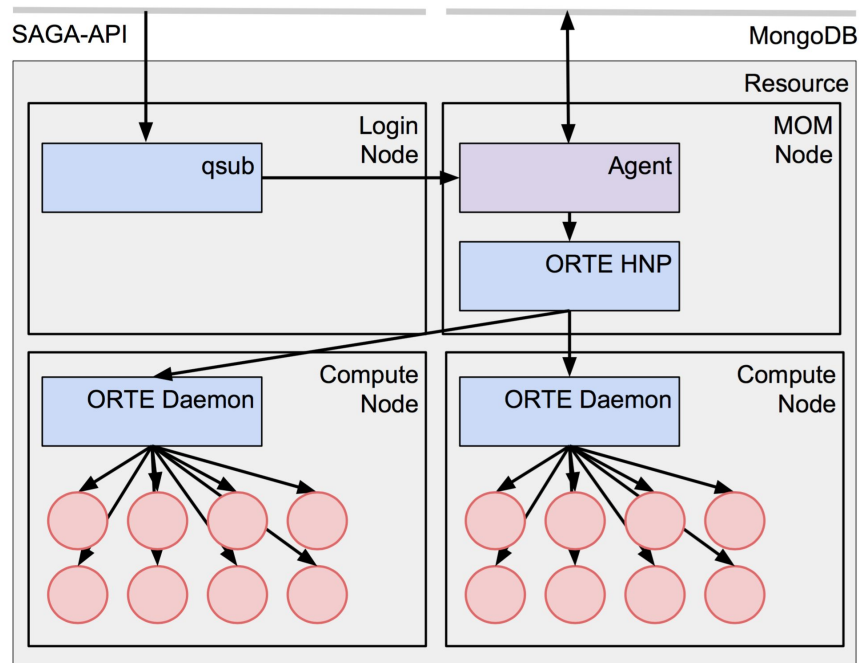 SAGA-API
MongoDB
Resource
Login
Node
qsub
MOM
Node
Agent
ORTE HNP
Compute
Node
ORTE Daemon
Compute
Node
ORTE Daemon